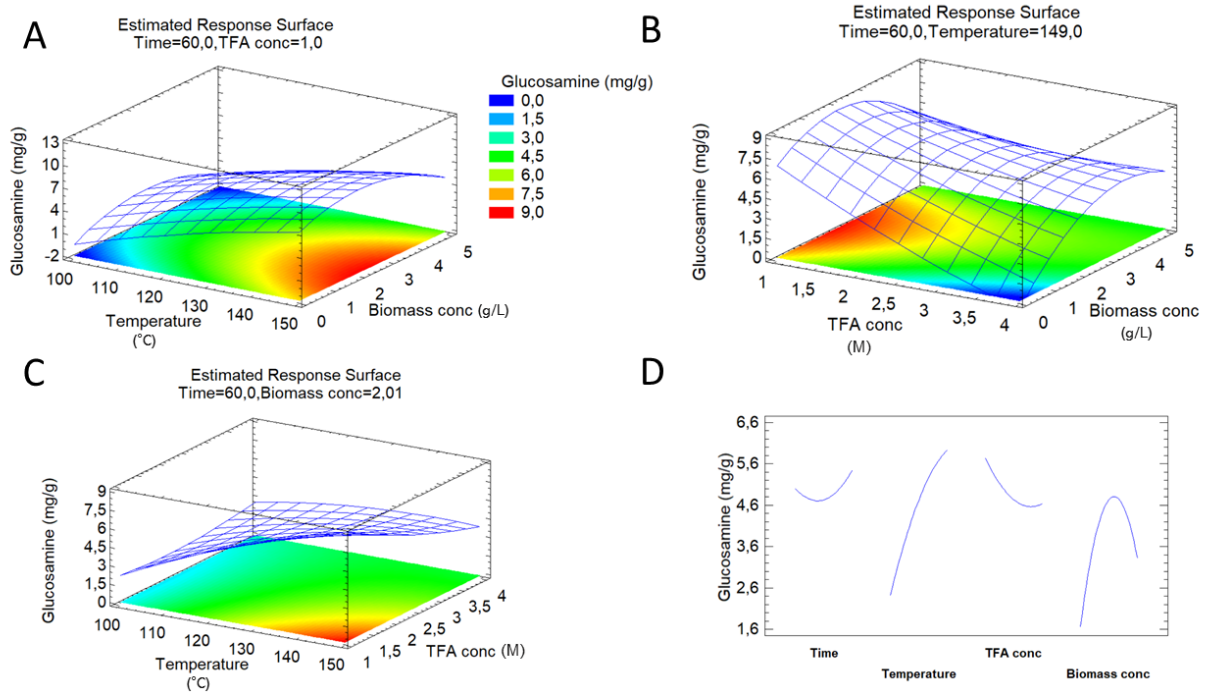 A
Estimated Response Surface
Time=60,0,TFA conc=1,0
Glucosamine (mg/g)
13
10
7
4
1
-2
100
110
120
130
140
150
Temperature
(°C)
0
1
2
3
4
5
Biomass conc (g/L)
Glucosamine (mg/g)
0,0
1,5
3,0
4,5
6,0
7,5
9,0
B
Estimated Response Surface
Time=60,0,Temperature=149,0
Glucosamine (mg/g)
9
7,5
6
4,5
3
1,5
0
1
1,5
2
2,5
3
3,5
4
TFA conc
(M)
0
1
2
3
4
5
Biomass conc
(g/L)
C
Estimated Response Surface
Time=60,0,Biomass conc=2,01
Glucosamine (mg/g)
9
7,5
6
4,5
3
1,5
0
100
110
120
130
140
150
Temperature
(°C)
1
1,5
2
2,5
3
3,5
4
TFA conc (M)
D
Glucosamine (mg/g)
6,6
5,6
4,6
3,6
2,6
1,6
Time
Temperature
TFA conc
Biomass conc